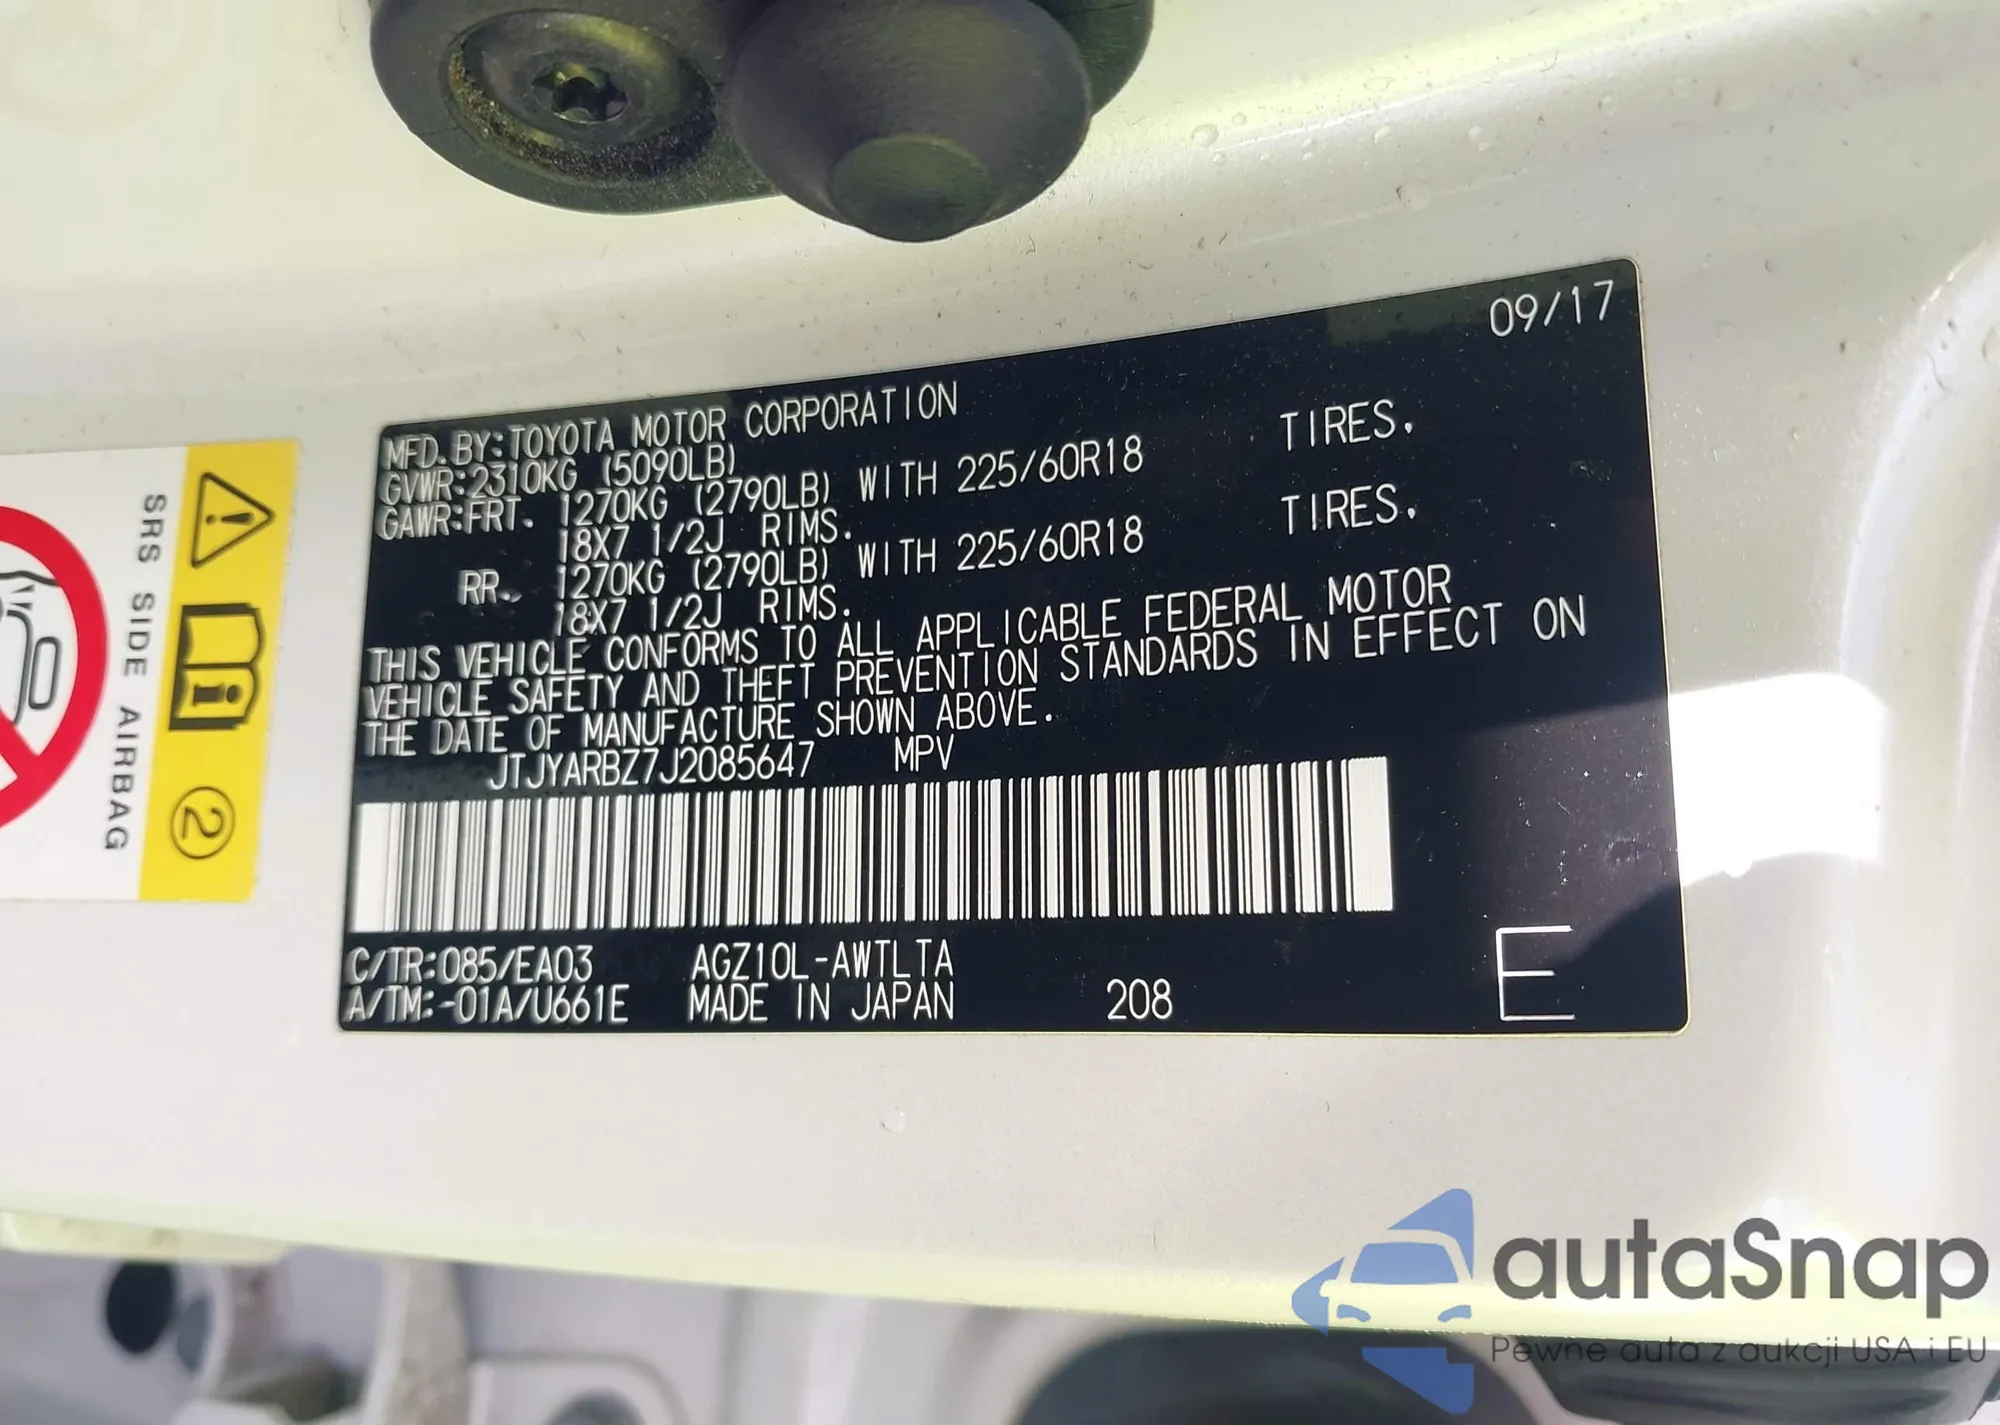 09/17
MFD.BY:TOYOTA MOTOR CORPORATION
GVWR:2310KG (5090LB)
GAWR:FRT. 1270KG (2790LB) WITH 225/60R18 TIRES.
18X7 1/2J RIMS.
RR. 1270KG (2790LB) WITH 225/60R18 TIRES.
18X7 1/2J RIMS.
THIS VEHICLE CONFORMS TO ALL APPLICABLE FEDERAL MOTOR
VEHICLE SAFETY AND THEFT PREVENTION STANDARDS IN EFFECT ON
THE DATE OF MANUFACTURE SHOWN ABOVE.
JTJYARBZ7J2085647 MPV
C/TR:085/EA03 AGZ10L-AWTLTA
A/TM:-01A/U661E MADE IN JAPAN 208 E
SRS SIDE AIRBAG
2
autaSnap
Pewne auta z aukcji USA i EU